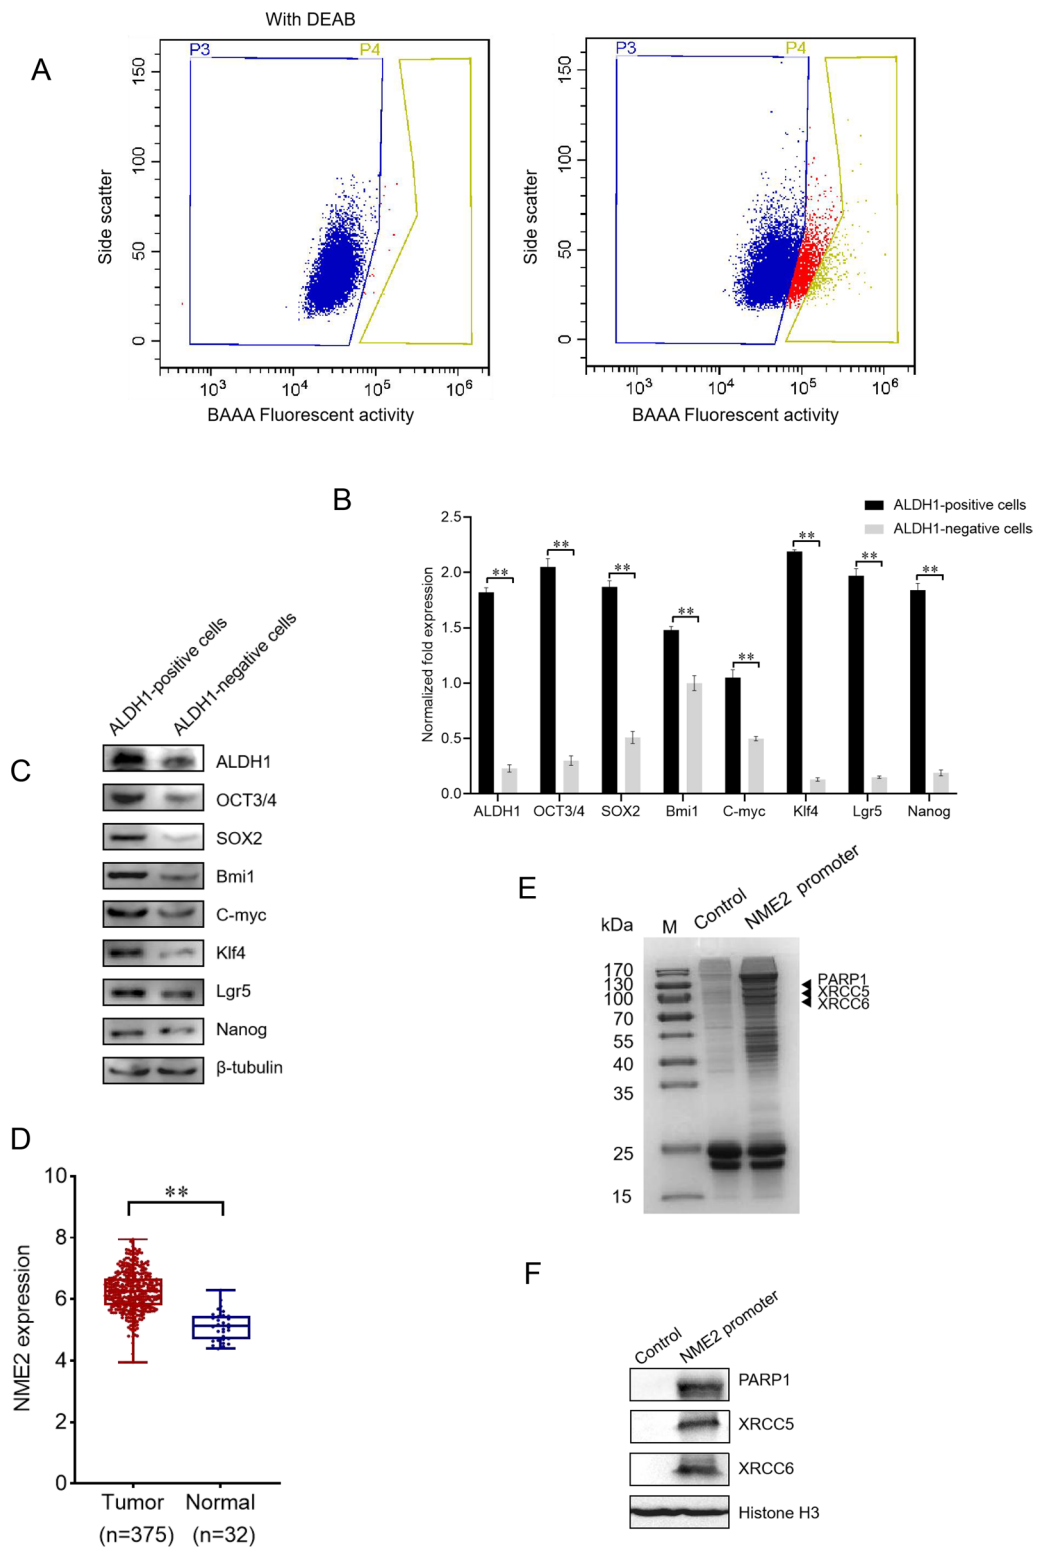 With DEAB
A
P3
P4
150
100
50
0
Side scatter
10³
10⁴
10⁵
10⁶
BAAA Fluorescent activity
P3
P4
150
100
50
0
Side scatter
10³
10⁴
10⁵
10⁶
BAAA Fluorescent activity
B
ALDH1-positive cells
ALDH1-negative cells
2.5
2.0
1.5
1.0
0.5
0.0
Normalized fold expression
**
**
**
**
**
**
**
**
ALDH1
OCT3/4
SOX2
Bmi1
C-myc
Klf4
Lgr5
Nanog
C
ALDH1-positive cells
ALDH1-negative cells
ALDH1
OCT3/4
SOX2
Bmi1
C-myc
Klf4
Lgr5
Nanog
β-tubulin
D
NME2 expression
10
8
6
4
2
0
**
Tumor
(n=375)
Normal
(n=32)
E
kDa
M
Control
NME2 promoter
170
130
100
70
55
40
35
25
15
PARP1
XRCC5
XRCC6
F
Control
NME2 promoter
PARP1
XRCC5
XRCC6
Histone H3